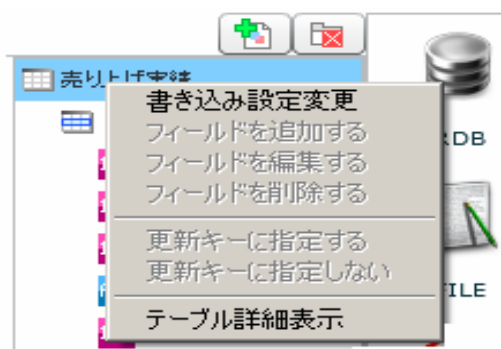 売り上げ実績
書き込み設定変更
フィールドを追加する
フィールドを編集する
フィールドを削除する
更新キーに指定する
更新キーに指定しない
テーブル詳細表示
DB
ILE